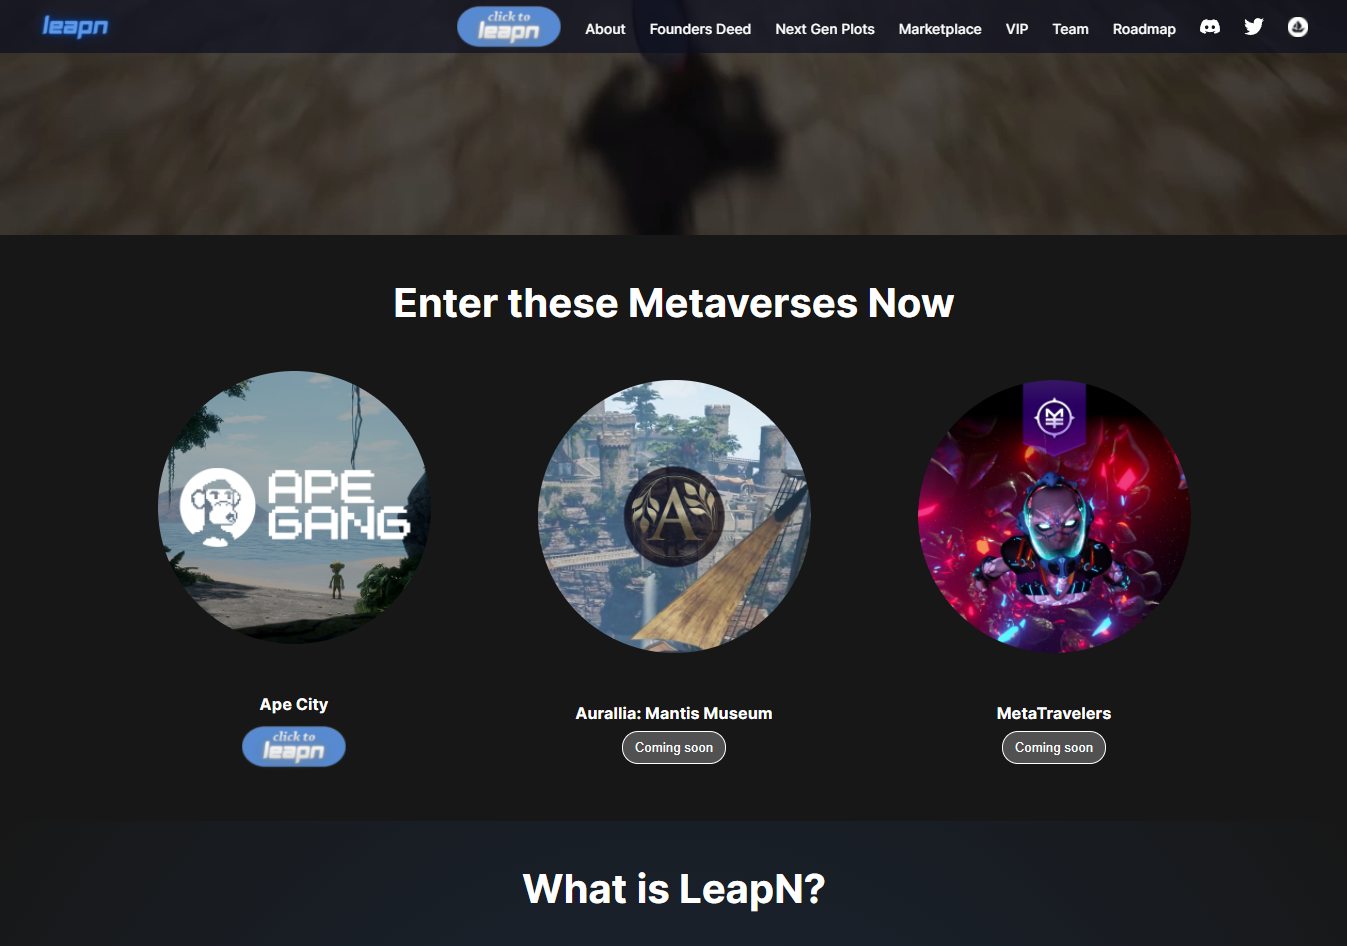 leapn
click to
leapn
About
Founders Deed
Next Gen Plots
Marketplace
VIP
Team
Roadmap
Enter these Metaverses Now
APE
GANG
A
Ape City
click to
leapn
Aurallia: Mantis Museum
Coming soon
MetaTravelers
Coming soon
What is LeapN?